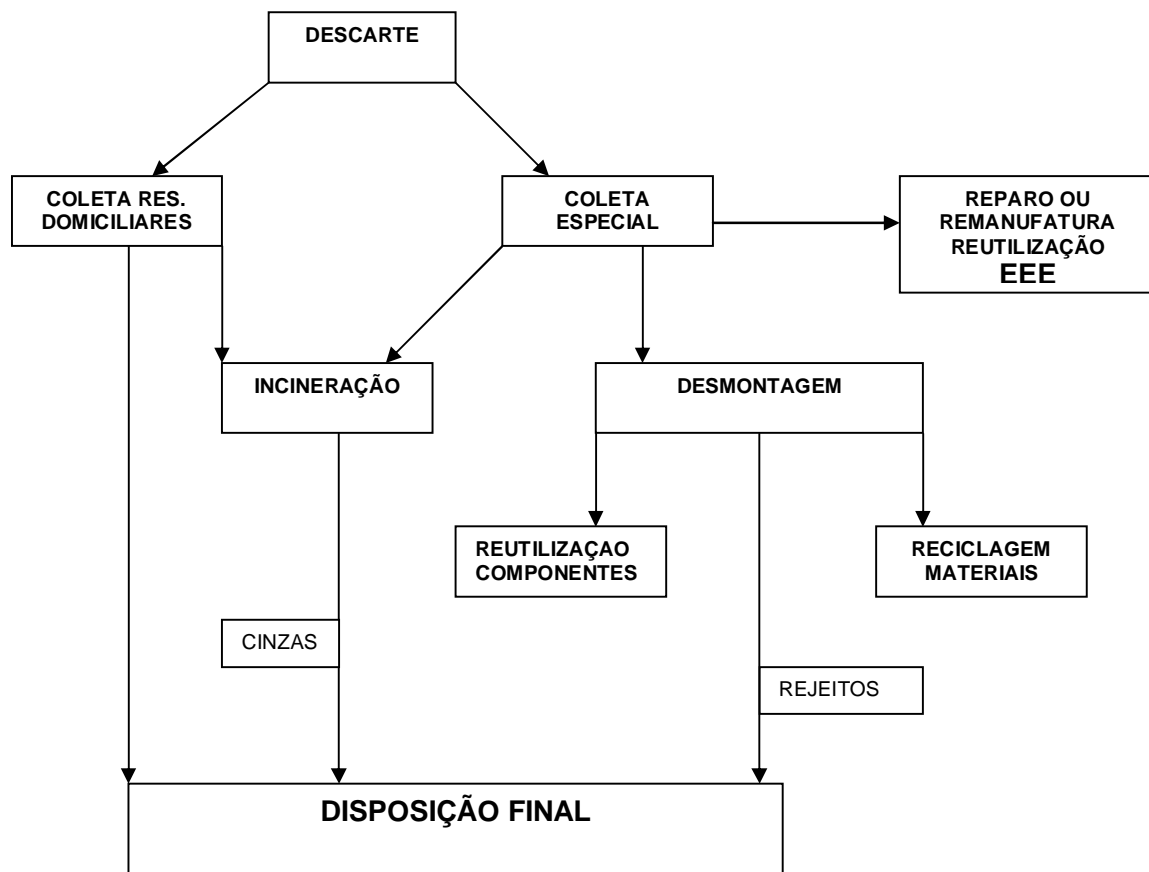 DESCARTE
COLETA RES.
DOMICILIARES
COLETA
ESPECIAL
REPARO OU
REMANUFATURA
REUTILIZAÇÃO
EEE
INCINERAÇÃO
DESMONTAGEM
REUTILIZAÇAO
COMPONENTES
RECICLAGEM
MATERIAIS
CINZAS
REJEITOS
DISPOSIÇÃO FINAL